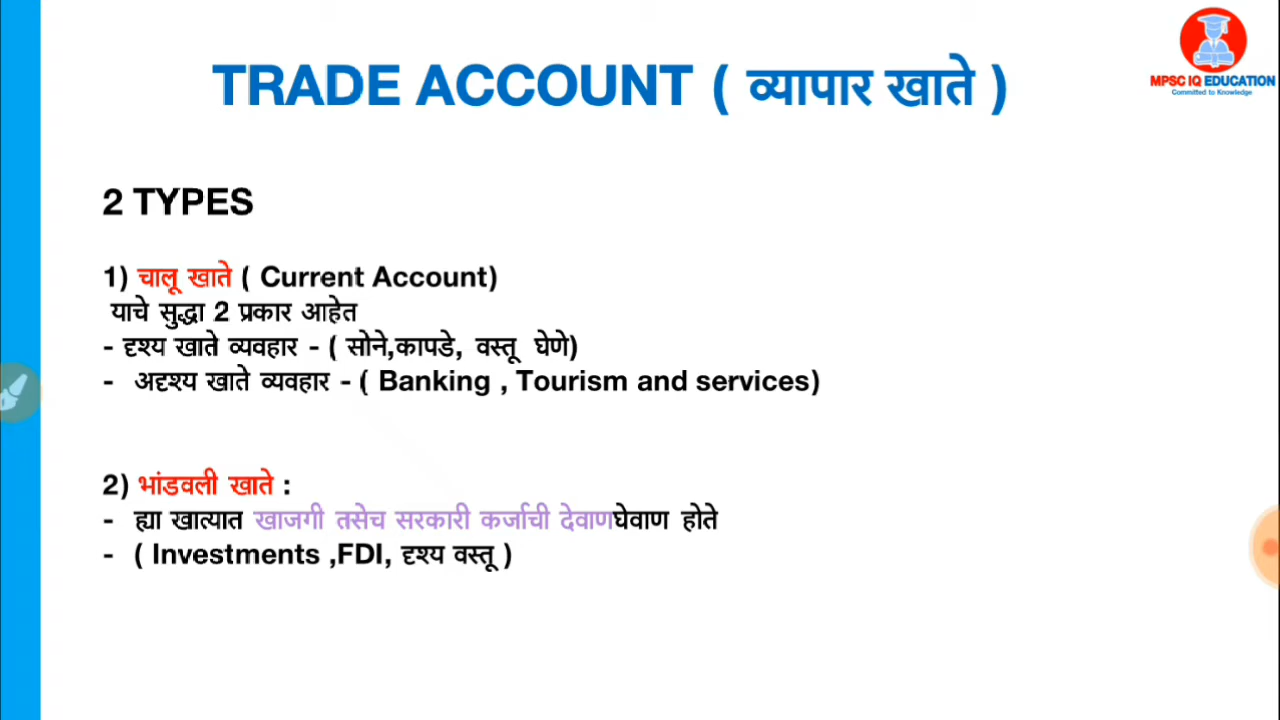 MPSC IQ EDUCATION
Committed to Knowledge
TRADE ACCOUNT ( व्यापार खाते )
2 TYPES
1) चालू खाते ( Current Account)
याचे सुद्धा 2 प्रकार आहेत
- दृश्य खाते व्यवहार - ( सोने,कापडे, वस्तू घेणे)
- अदृश्य खाते व्यवहार - ( Banking , Tourism and services)
2) भांडवली खाते :
- ह्या खात्यात खाजगी तसेच सरकारी कर्जाची देवाणघेवाण होते
- ( Investments ,FDI, दृश्य वस्तू )